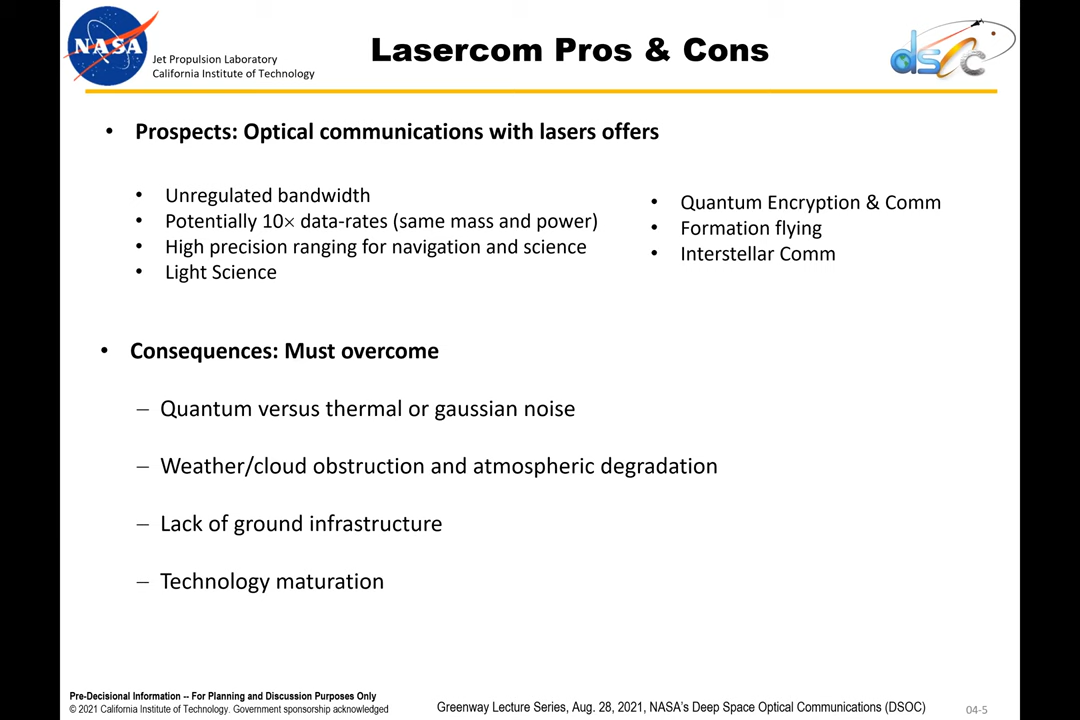 NASA
Jet Propulsion Laboratory
California Institute of Technology
Lasercom Pros & Cons
dsoc
• Prospects: Optical communications with lasers offers
• Unregulated bandwidth
• Potentially 10× data-rates (same mass and power)
• High precision ranging for navigation and science
• Light Science
• Quantum Encryption & Comm
• Formation flying
• Interstellar Comm
• Consequences: Must overcome
– Quantum versus thermal or gaussian noise
– Weather/cloud obstruction and atmospheric degradation
– Lack of ground infrastructure
– Technology maturation
Pre-Decisional Information -- For Planning and Discussion Purposes Only
© 2021 California Institute of Technology. Government sponsorship acknowledged
Greenway Lecture Series, Aug. 28, 2021, NASA's Deep Space Optical Communications (DSOC)
04-5